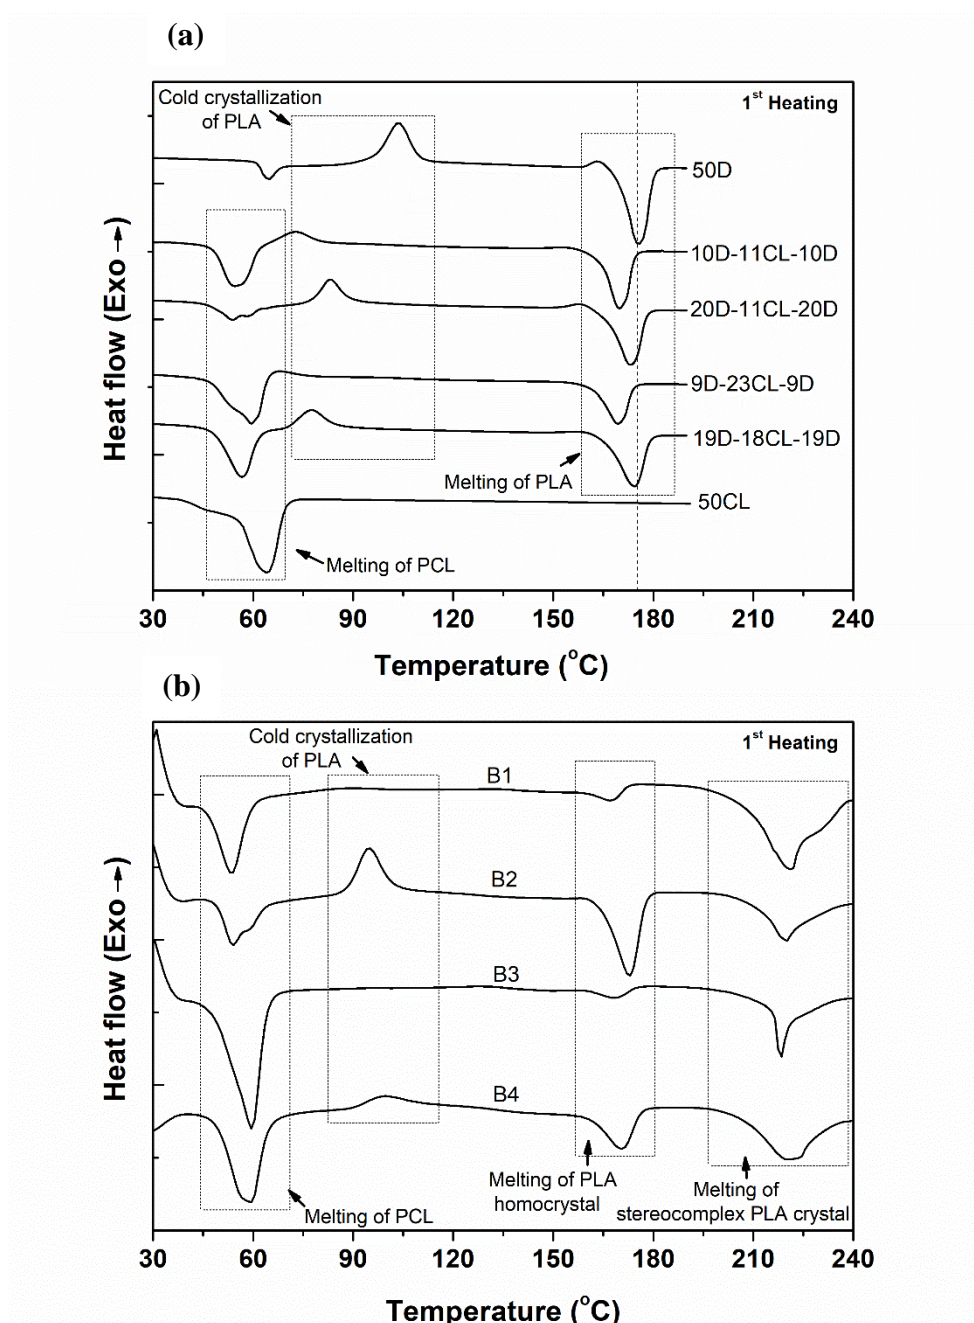 (a)
Cold crystallization
of PLA
1st Heating
50D
10D-11CL-10D
20D-11CL-20D
9D-23CL-9D
19D-18CL-19D
Melting of PLA
50CL
Melting of PCL
Heat flow (Exo →)
30 60 90 120 150 180 210 240
Temperature (°C)
(b)
Cold crystallization
of PLA
1st Heating
B1
B2
B3
B4
Melting of PLA
homocrystal
Melting of
stereocomplex PLA crystal
Melting of PCL
Heat flow (Exo →)
30 60 90 120 150 180 210 240
Temperature (°C)